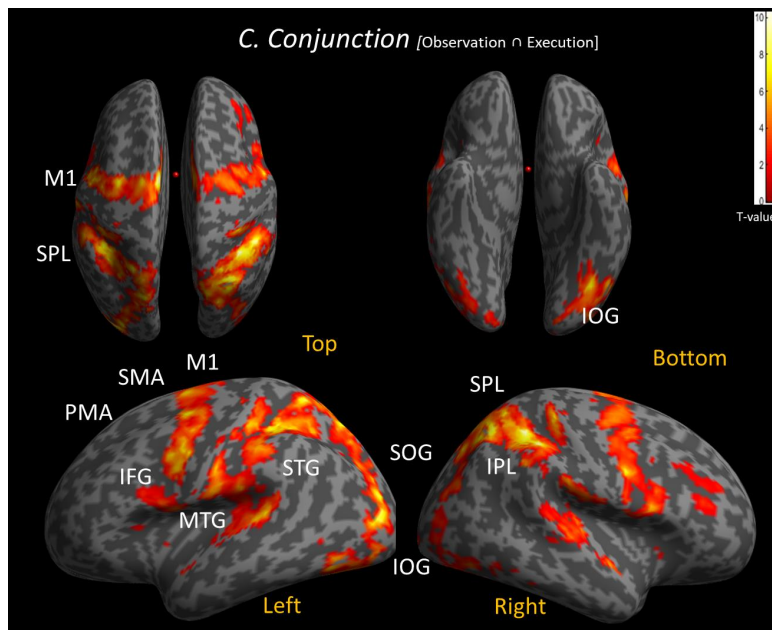 C. Conjunction [Observation ∩ Execution]
10
8
6
4
2
0
T-value
M1
SPL
IOG
Top
Bottom
M1
SMA
PMA
SPL
SOG
IFG
STG
IPL
MTG
IOG
Left
Right